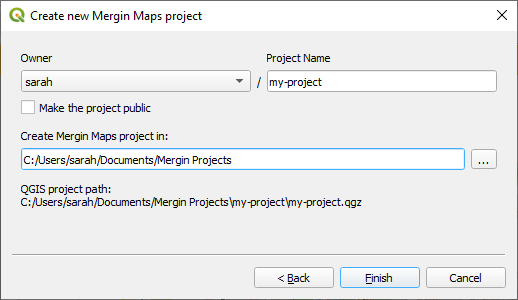 Create new Mergin Maps project
Owner Project Name
sarah / my-project
Make the project public
Create Mergin Maps project in:
C:/Users/sarah/Documents/Mergin Projects ...
QGIS project path:
C:/Users/sarah/Documents/Mergin Projects\my-project\my-project.qgz
< Back Finish Cancel